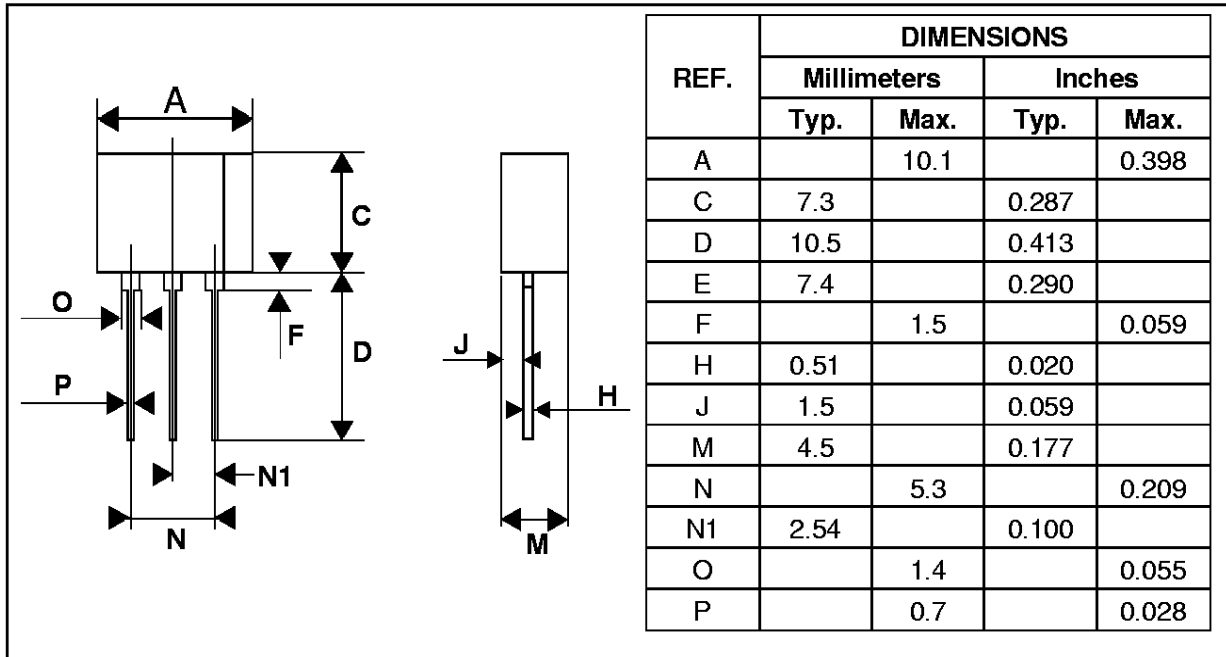 A
C
O
F
J
D
P
H
N1
N
M
REF. DIMENSIONS
Millimeters Inches
Typ. Max. Typ. Max.
A 10.1 0.398
C 7.3 0.287
D 10.5 0.413
E 7.4 0.290
F 1.5 0.059
H 0.51 0.020
J 1.5 0.059
M 4.5 0.177
N 5.3 0.209
N1 2.54 0.100
O 1.4 0.055
P 0.7 0.028